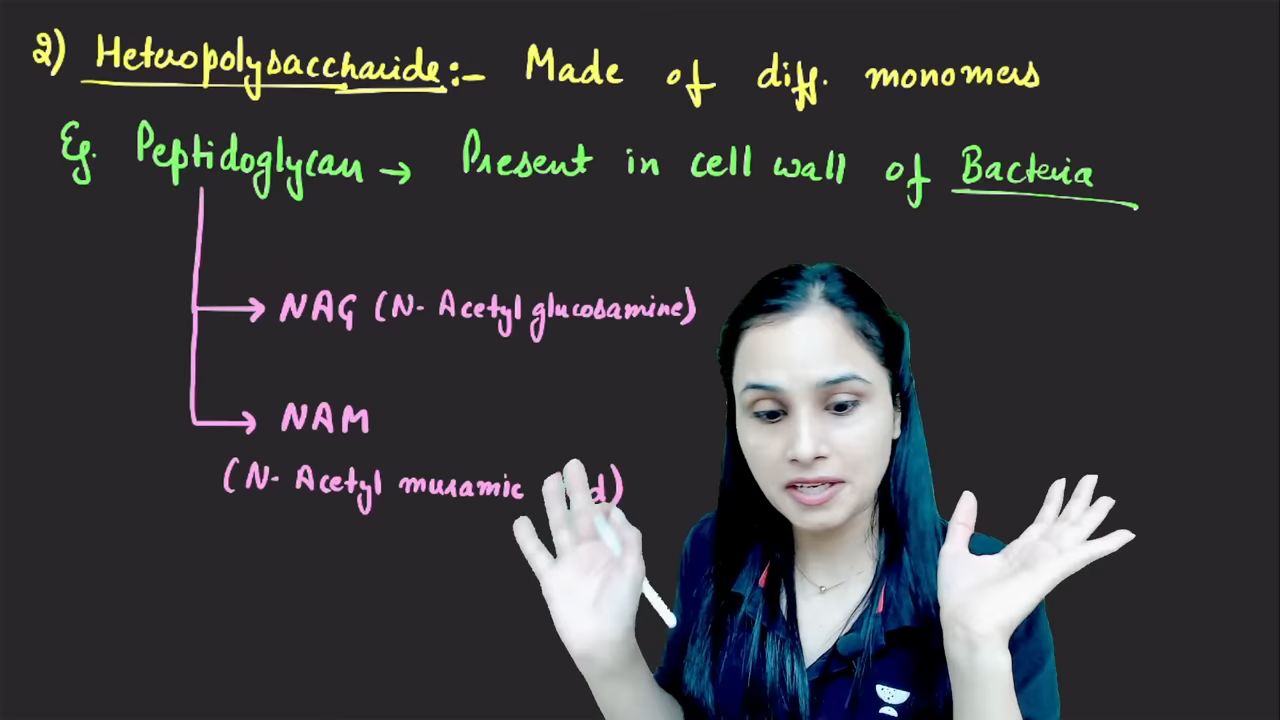 2) Heteropolysaccharide:- Made of diff. monomers
Eg. Peptidoglycan → Present in cell wall of Bacteria
→ NAG (N- Acetyl glucosamine)
→ NAM
(N- Acetyl muramic d)